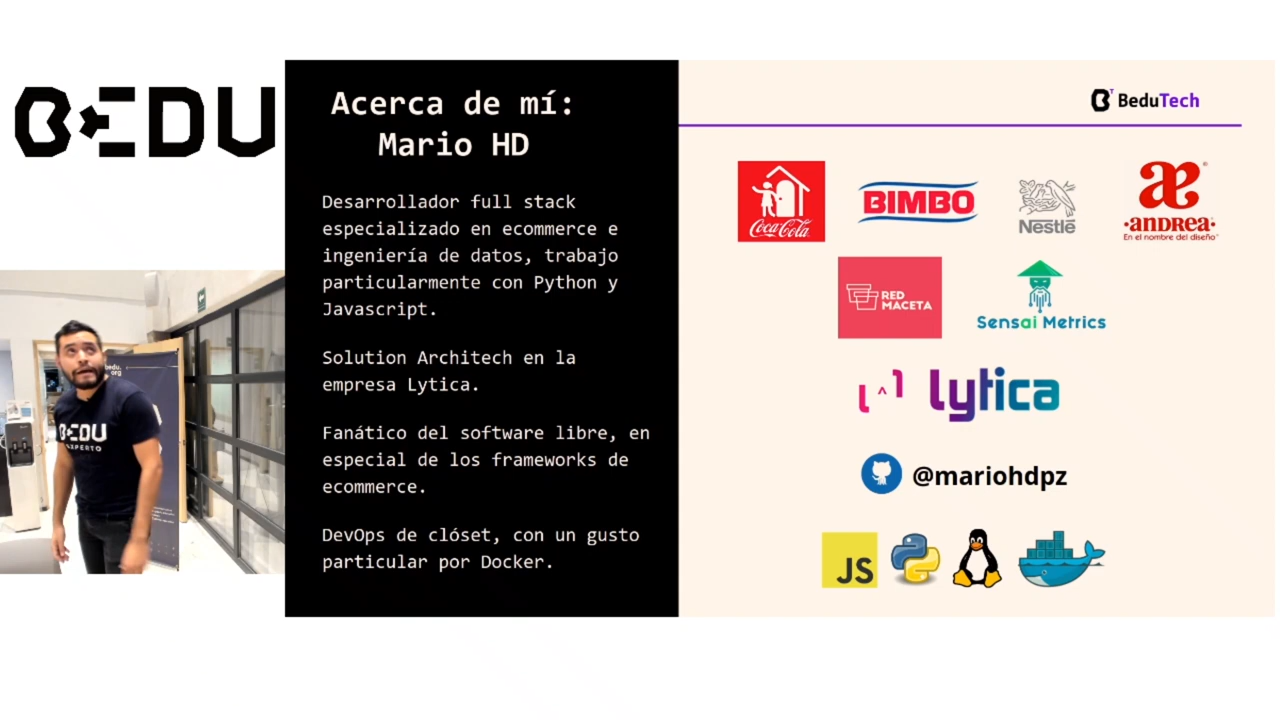 BEDU
Acerca de mí:
Mario HD
Desarrollador full stack
especializado en ecommerce e
ingeniería de datos, trabajo
particularmente con Python y
Javascript.
Solution Architech en la
empresa Lytica.
Fanático del software libre, en
especial de los frameworks de
ecommerce.
DevOps de clóset, con un gusto
particular por Docker.
BeduTech
Coca-Cola
BIMBO
Nestlé
andrea
En el nombre del diseño
RED
MACETA
Sensai Metrics
lytica
@mariohdpz
JS
bedu.
org
BEDU
EXPERTO